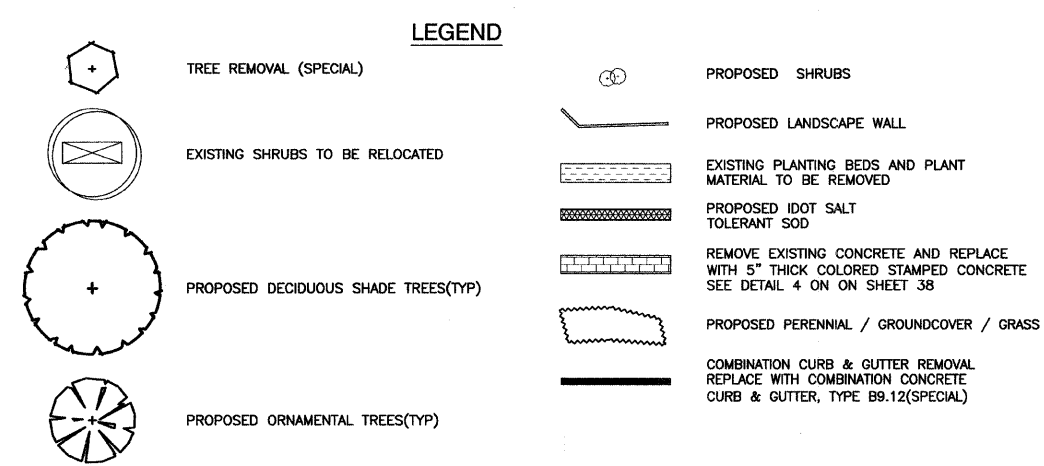 LEGEND
TREE REMOVAL (SPECIAL)
EXISTING SHRUBS TO BE RELOCATED
PROPOSED DECIDUOUS SHADE TREES(TYP)
PROPOSED ORNAMENTAL TREES(TYP)
PROPOSED SHRUBS
PROPOSED LANDSCAPE WALL
EXISTING PLANTING BEDS AND PLANT
MATERIAL TO BE REMOVED
PROPOSED IDOT SALT
TOLERANT SOD
REMOVE EXISTING CONCRETE AND REPLACE
WITH 5" THICK COLORED STAMPED CONCRETE
SEE DETAIL 4 ON ON SHEET 38
PROPOSED PERENNIAL / GROUNDCOVER / GRASS
COMBINATION CURB & GUTTER REMOVAL
REPLACE WITH COMBINATION CONCRETE
CURB & GUTTER, TYPE B9.12(SPECIAL)